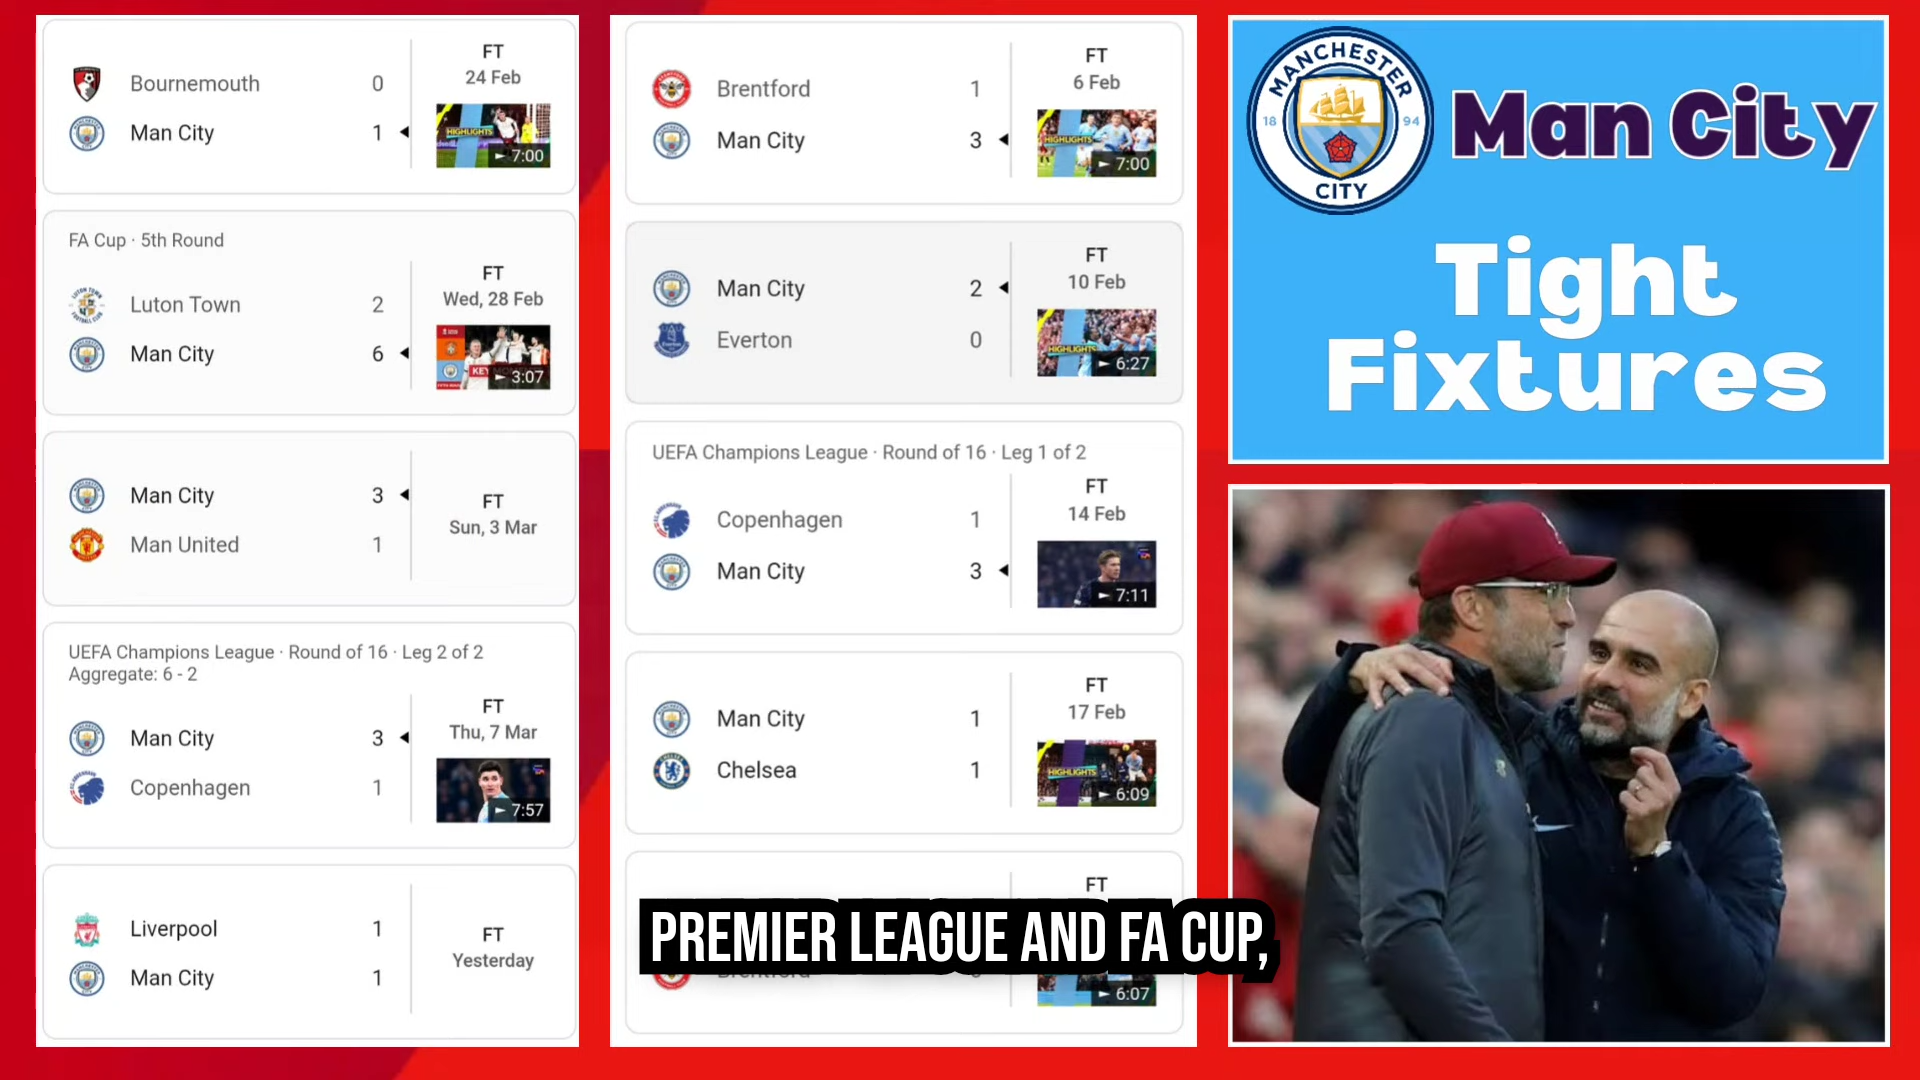 FT
24 Feb
Bournemouth 0
Man City 1
HIGHLIGHTS
7:00
FA Cup · 5th Round
FT
Wed, 28 Feb
Luton Town 2
Man City 6
KEY
3:07
Man City 3
Man United 1
FT
Sun, 3 Mar
UEFA Champions League · Round of 16 · Leg 2 of 2
Aggregate: 6 - 2
FT
Thu, 7 Mar
Man City 3
Copenhagen 1
7:57
Liverpool 1
Man City 1
FT
Yesterday
FT
6 Feb
Brentford 1
Man City 3
HIGHLIGHTS
7:00
FT
10 Feb
Man City 2
Everton 0
HIGHLIGHTS
6:27
UEFA Champions League · Round of 16 · Leg 1 of 2
FT
14 Feb
Copenhagen 1
Man City 3
7:11
FT
17 Feb
Man City 1
Chelsea 1
HIGHLIGHTS
6:09
FT
PREMIER LEAGUE AND FA CUP,
Brentford
6:07
MANCHESTER
18 94
CITY
Man City
Tight
Fixtures